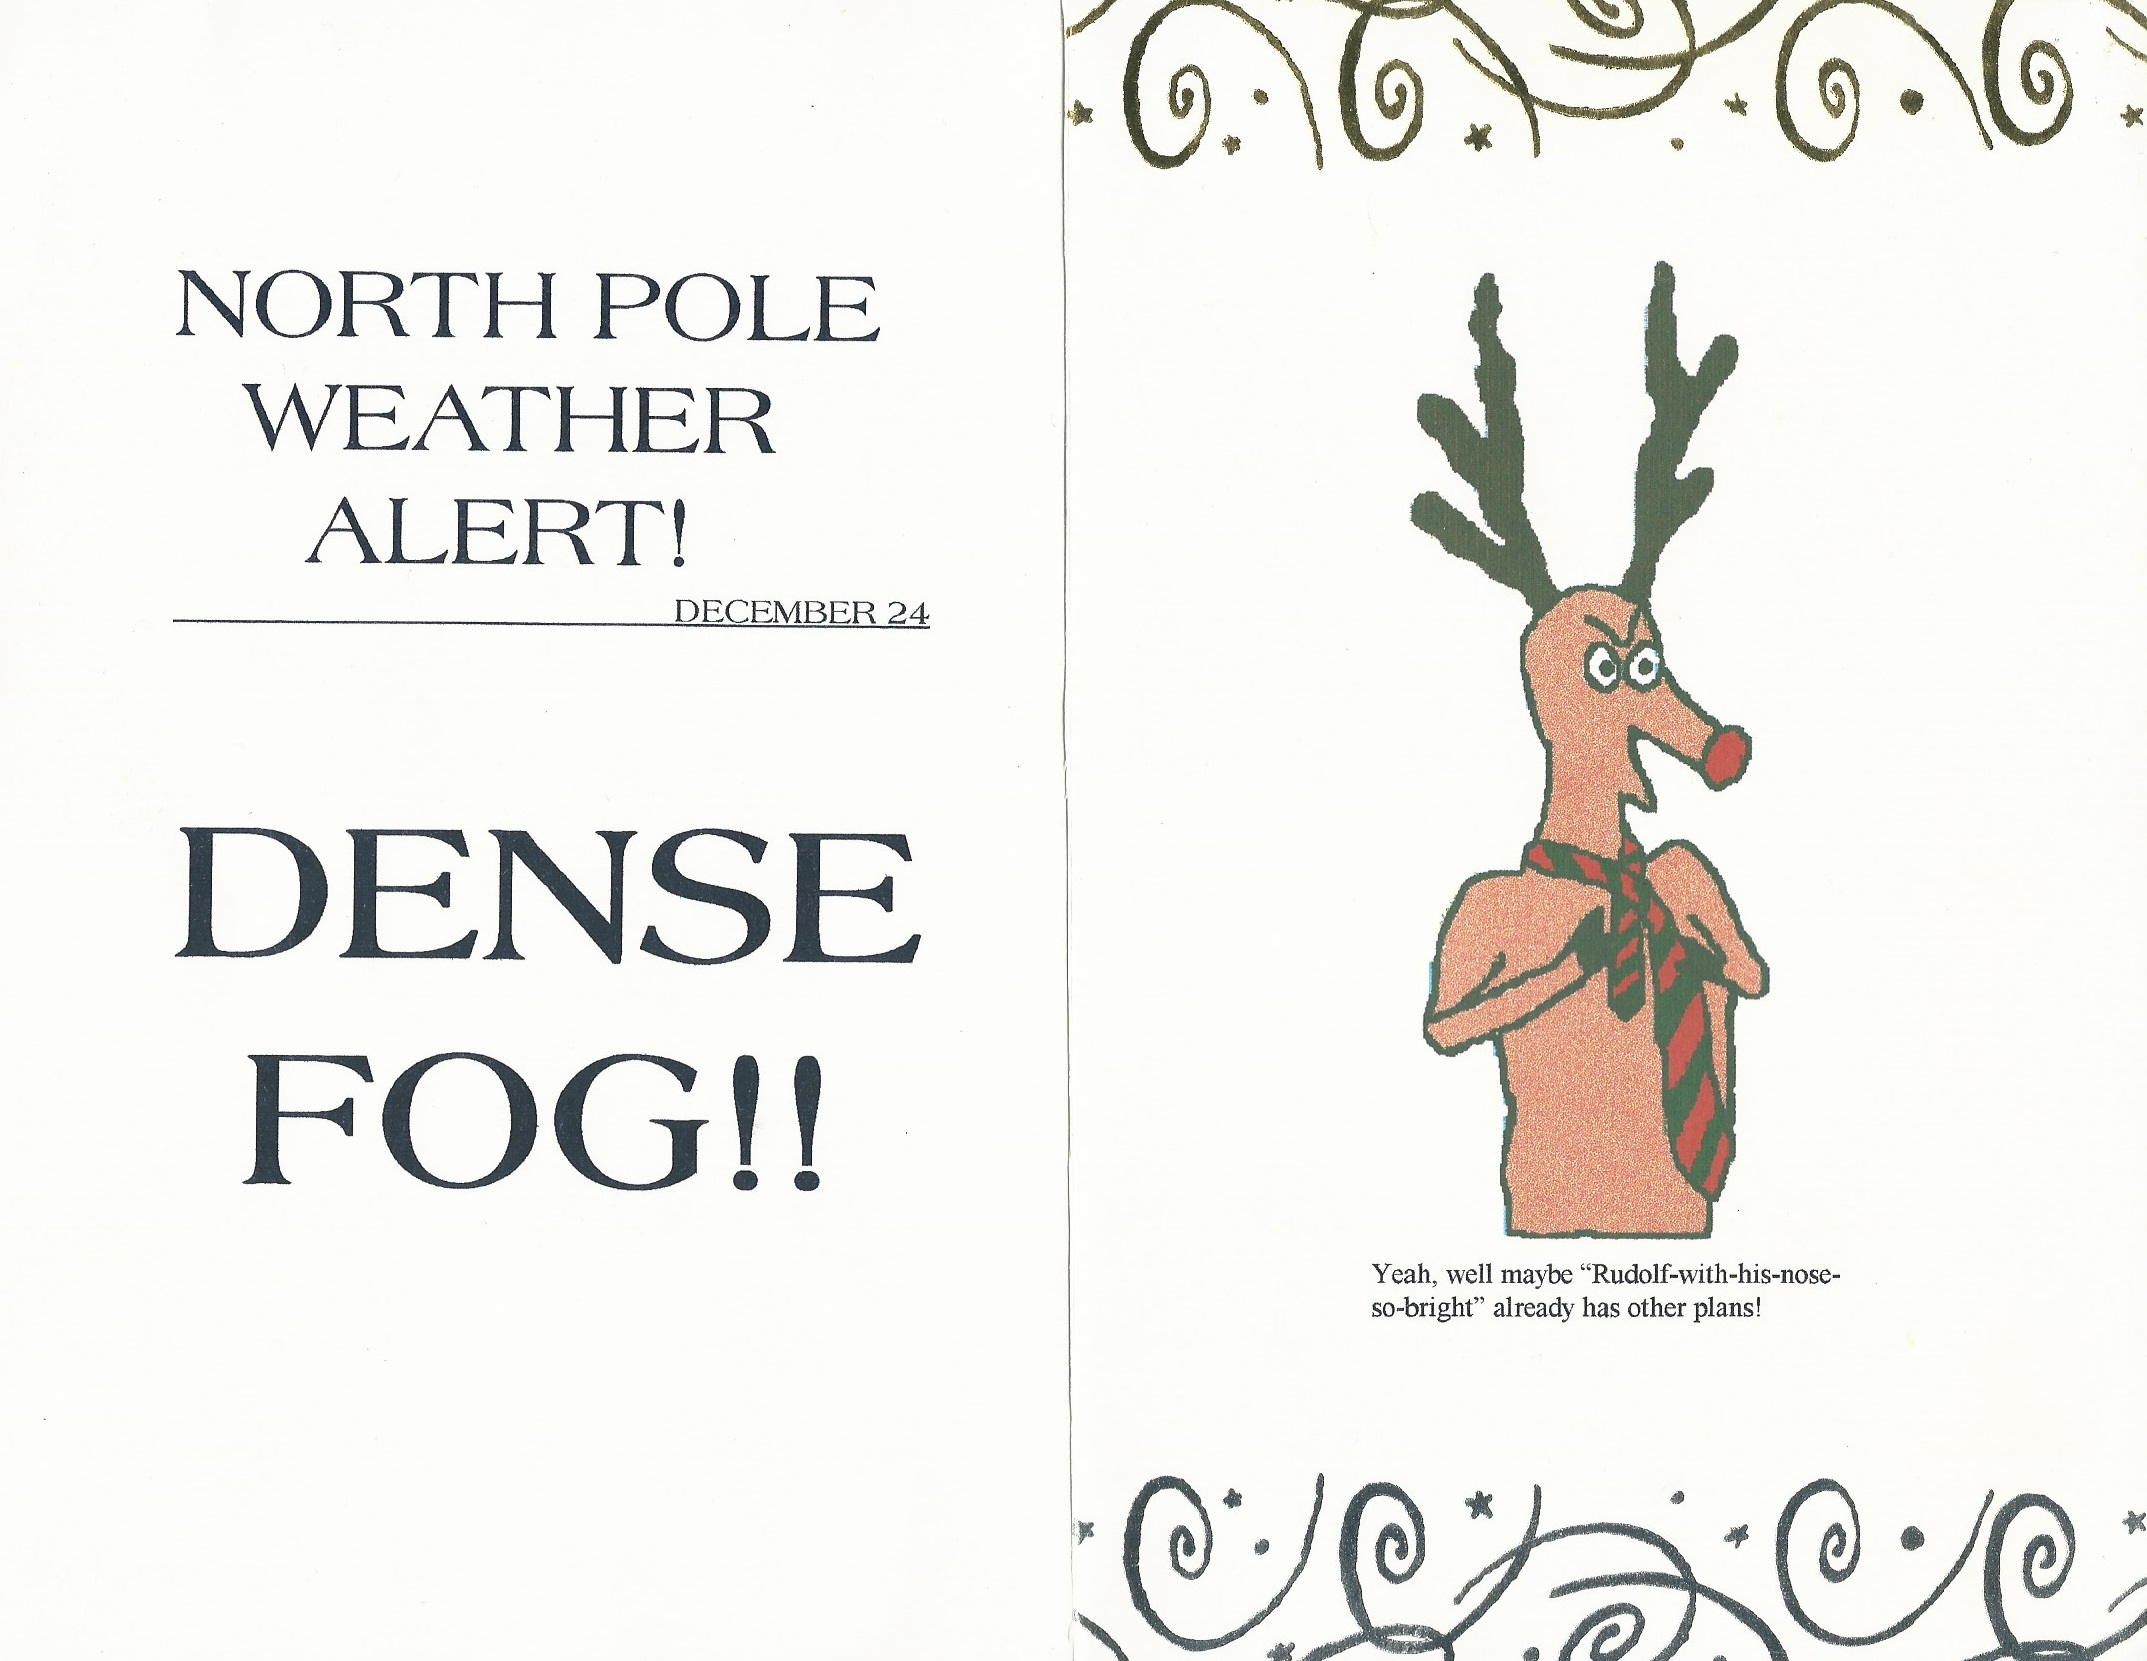 NORTH POLE
WEATHER
ALERT!
DECEMBER 24
DENSE
FOG!!
Yeah, well maybe “Rudolf-with-his-nose-
so-bright” already has other plans!